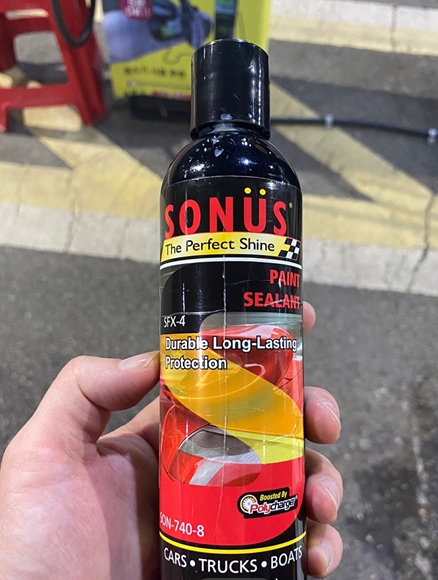 SONÜS
The Perfect Shine
PAINT
SEALANT
SFX-4
Durable Long-Lasting
Protection
Boosted By
Polycharger
SON-740-8
CARS • TRUCKS • BOATS